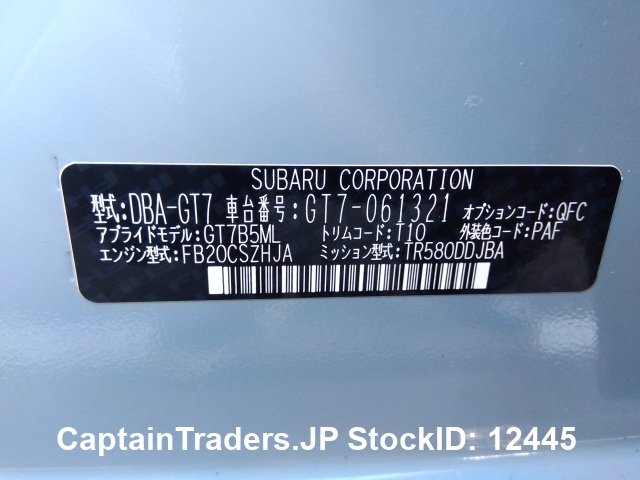 SUBARU CORPORATION
型式:DBA-GT7 車台番号:GT7-061321 オプションコード:QFC
アプライドモデル:GT7B5ML トリムコード:T10 外装色コード:PAF
エンジン型式:FB20CSZHJA ミッション型式:TR580DDJBA
CaptainTraders.JP StockID: 12445